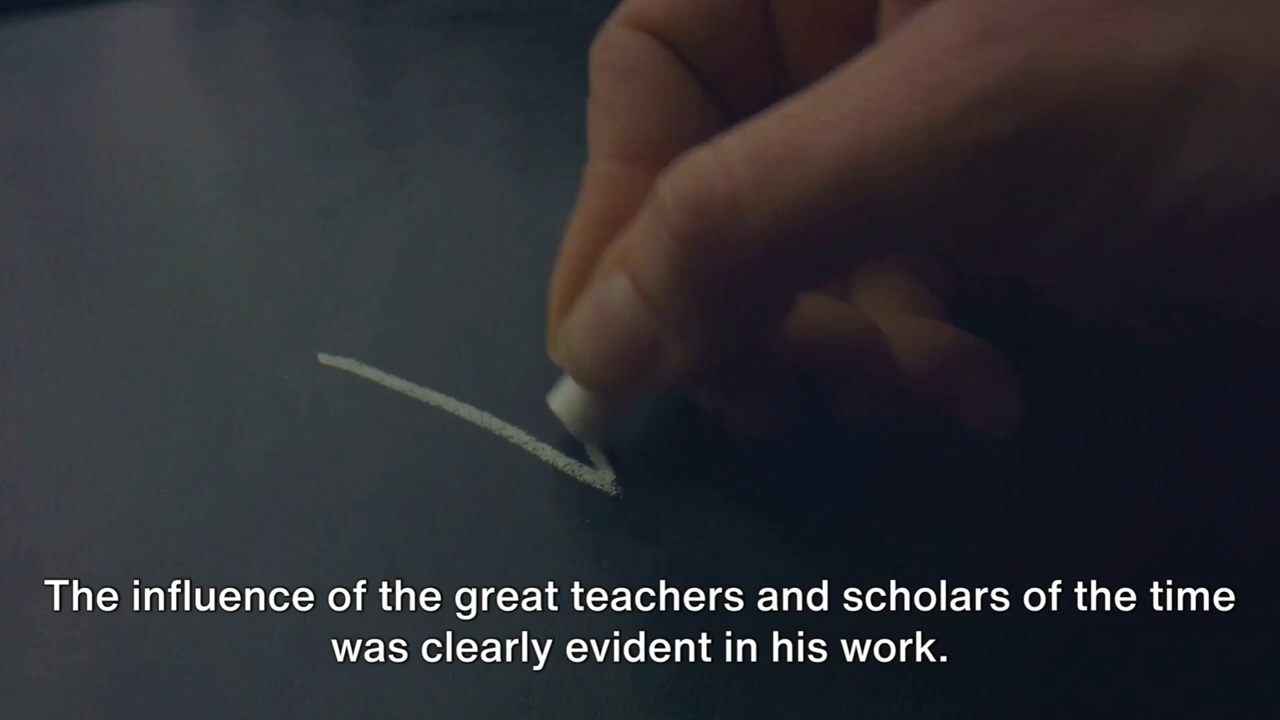 The influence of the great teachers and scholars of the time
was clearly evident in his work.